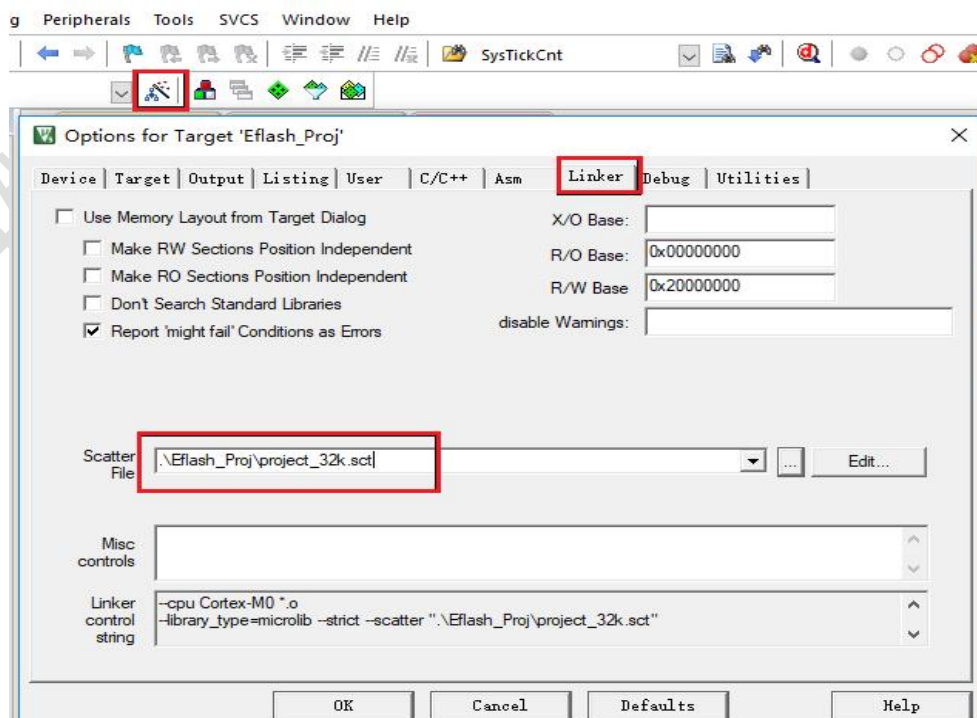 g Peripherals Tools SVCS Window Help
SysTickCnt
Options for Target 'Eflash_Proj'
Device Target Output Listing User C/C++ Asm Linker Debug Utilities
Use Memory Layout from Target Dialog
X/O Base:
Make RW Sections Position Independent
R/O Base: 0x00000000
Make RO Sections Position Independent
R/W Base 0x20000000
Don't Search Standard Libraries
disable Warnings:
Report 'might fail' Conditions as Errors
Scatter File
.\Eflash_Proj\project_32k.sct
... Edit...
Misc controls
Linker control string
--cpu Cortex-M0 *.o
--library_type=microlib --strict --scatter ".\Eflash_Proj\project_32k.sct"
OK Cancel Defaults Help